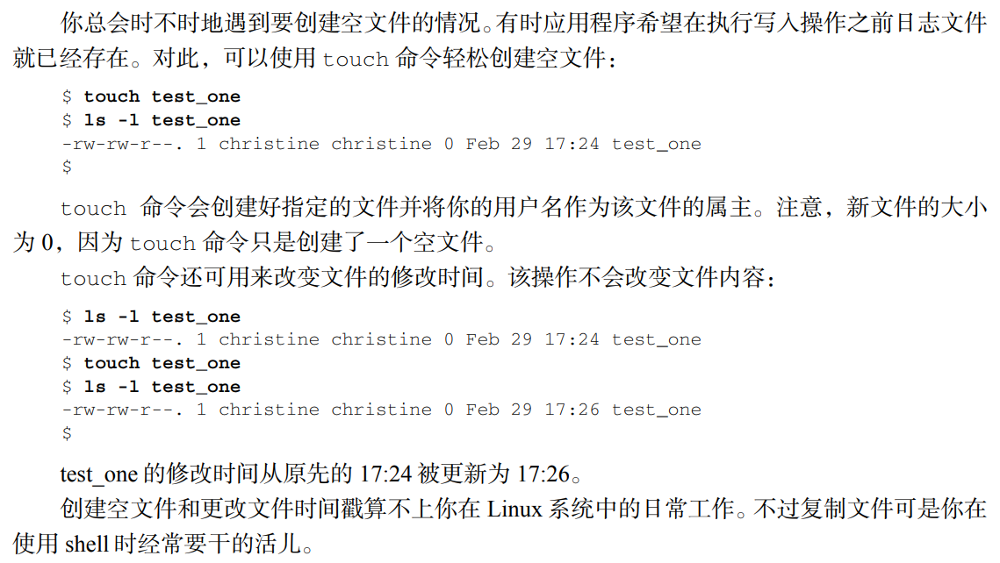 你总会时不时地遇到要创建空文件的情况。有时应用程序希望在执行写入操作之前日志文件
就已经存在。对此，可以使用 touch 命令轻松创建空文件：
$ touch test_one
$ ls -l test_one
-rw-rw-r--. 1 christine christine 0 Feb 29 17:24 test_one
$
touch 命令会创建好指定的文件并将你的用户名作为该文件的属主。注意，新文件的大小
为 0，因为 touch 命令只是创建了一个空文件。
touch 命令还可用来改变文件的修改时间。该操作不会改变文件内容：
$ ls -l test_one
-rw-rw-r--. 1 christine christine 0 Feb 29 17:24 test_one
$ touch test_one
$ ls -l test_one
-rw-rw-r--. 1 christine christine 0 Feb 29 17:26 test_one
$
test_one 的修改时间从原先的 17:24 被更新为 17:26。
创建空文件和更改文件时间戳算不上你在 Linux 系统中的日常工作。不过复制文件可是你在
使用 shell 时经常要干的活儿。